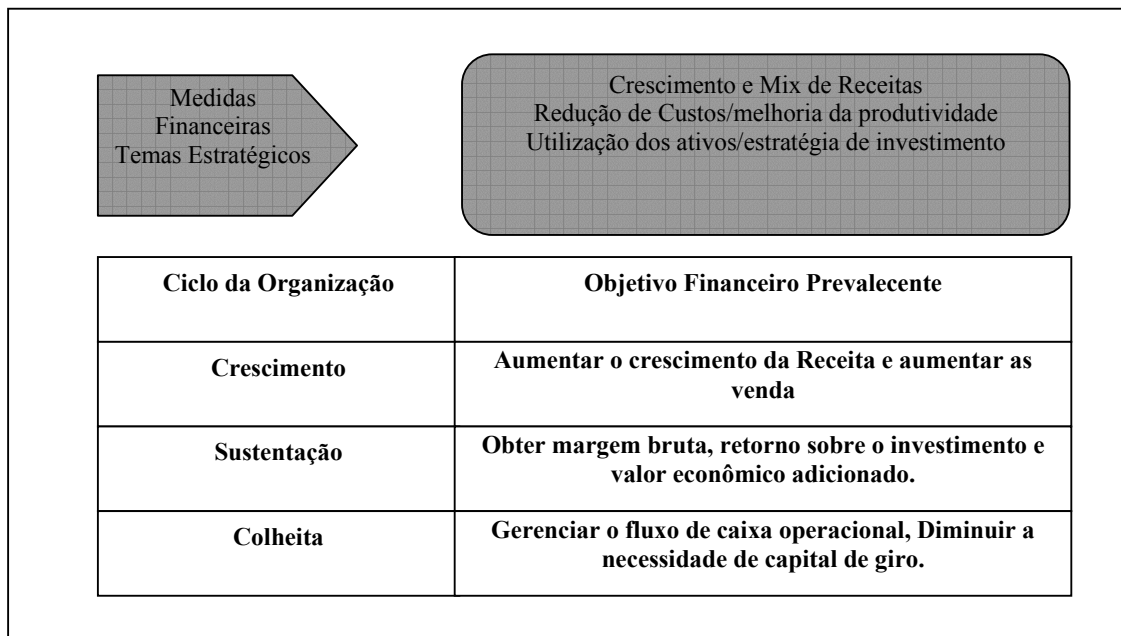 Medidas
Financeiras
Temas Estratégicos
Crescimento e Mix de Receitas
Redução de Custos/melhoria da produtividade
Utilização dos ativos/estratégia de investimento
Ciclo da Organização
Objetivo Financeiro Prevalecente
Crescimento
Aumentar o crescimento da Receita e aumentar as
venda
Sustentação
Obter margem bruta, retorno sobre o investimento e
valor econômico adicionado.
Colheita
Gerenciar o fluxo de caixa operacional, Diminuir a
necessidade de capital de giro.